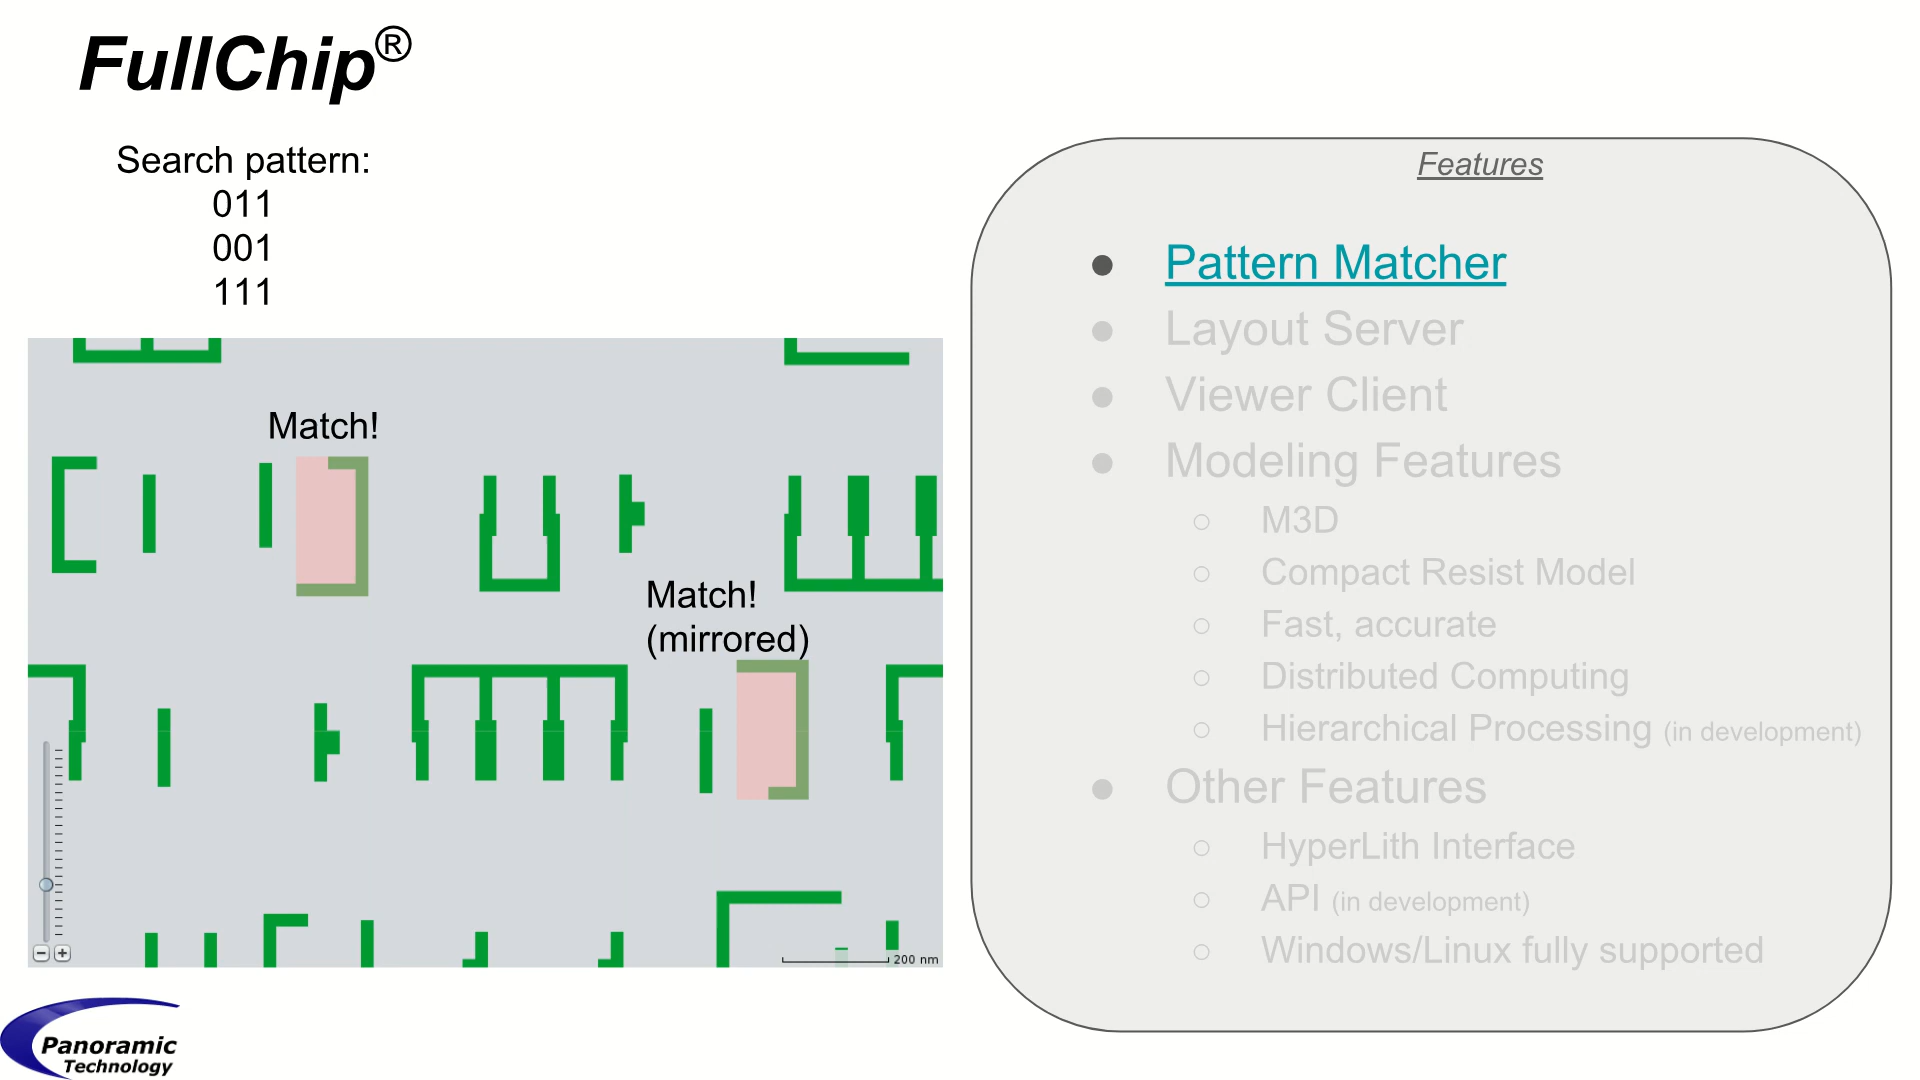 FullChip®
Search pattern:
011
001
111
Match!
Match!
(mirrored)
200 nm
Panoramic
Technology
Features
● Pattern Matcher
● Layout Server
● Viewer Client
● Modeling Features
○ M3D
○ Compact Resist Model
○ Fast, accurate
○ Distributed Computing
○ Hierarchical Processing (in development)
● Other Features
○ HyperLith Interface
○ API (in development)
○ Windows/Linux fully supported